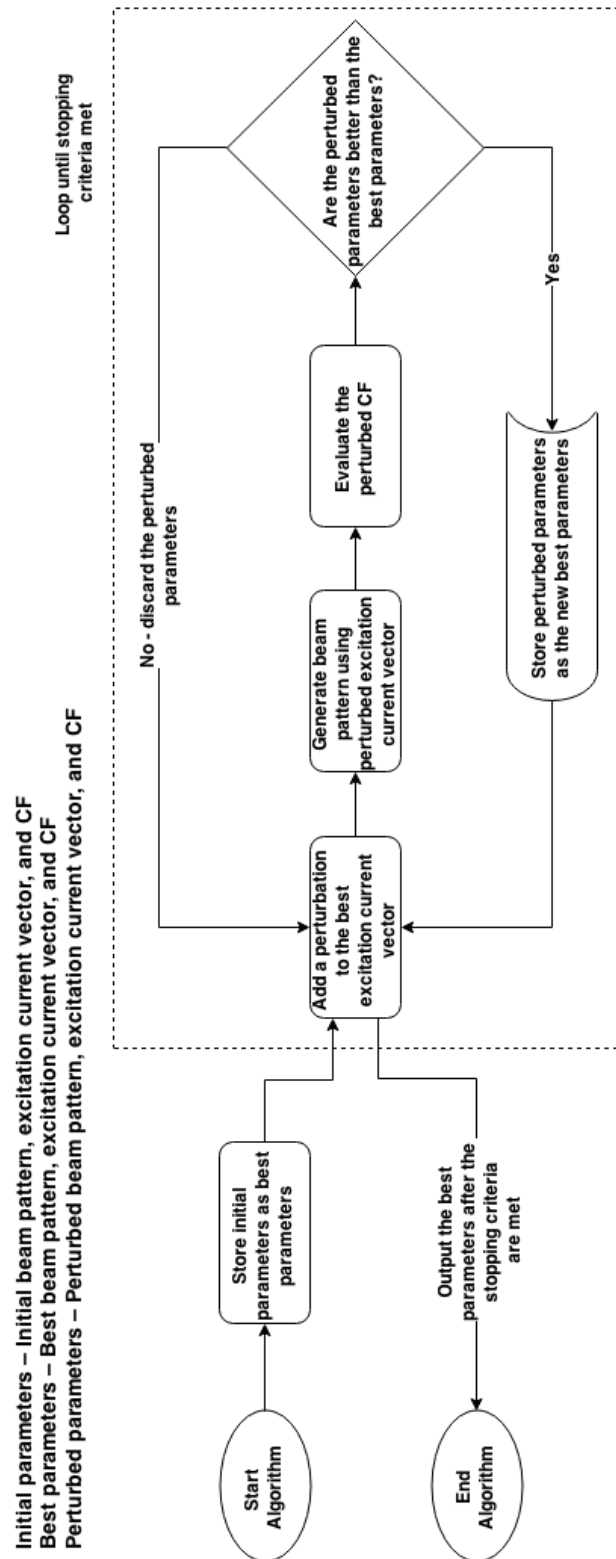 Initial parameters – Initial beam pattern, excitation current vector, and CF
Best parameters – Best beam pattern, excitation current vector, and CF
Perturbed parameters – Perturbed beam pattern, excitation current vector, and CF
Loop until stopping
criteria met
Start
Algorithm
Store initial
parameters as best
parameters
Add a perturbation
to the best
excitation current
vector
Generate beam
pattern using
perturbed excitation
current vector
Evaluate the
perturbed CF
Are the perturbed
parameters better than the
best parameters?
No - discard the perturbed
parameters
Yes
Store perturbed parameters
as the new best parameters
Output the best
parameters after the
stopping criteria
are met
End
Algorithm